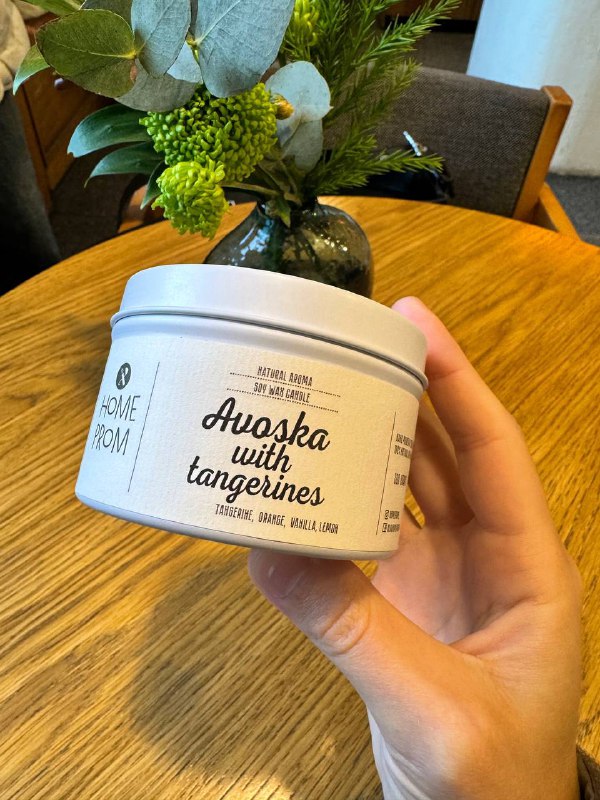 HOME
PROM
NATURAL AROMA
SOY WAX CANDLE
Avoska
with
tangerines
TANGERINE, ORANGE, VANILLA, LEMON